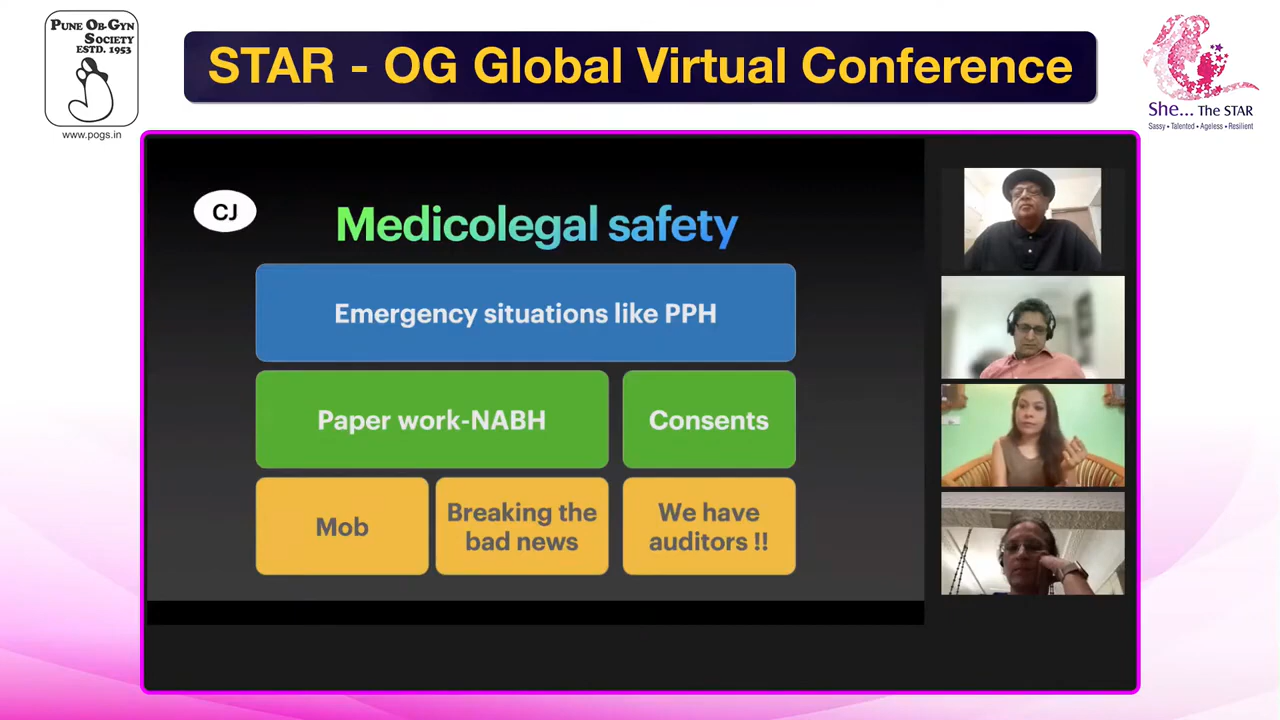 PUNE OB-GYN
SOCIETY
ESTD. 1953
www.pogs.in
STAR - OG Global Virtual Conference
She... The STAR
Sassy • Talented • Ageless • Resilient
CJ
Medicolegal safety
Emergency situations like PPH
Paper work-NABH
Consents
Mob
Breaking the
bad news
We have
auditors !!